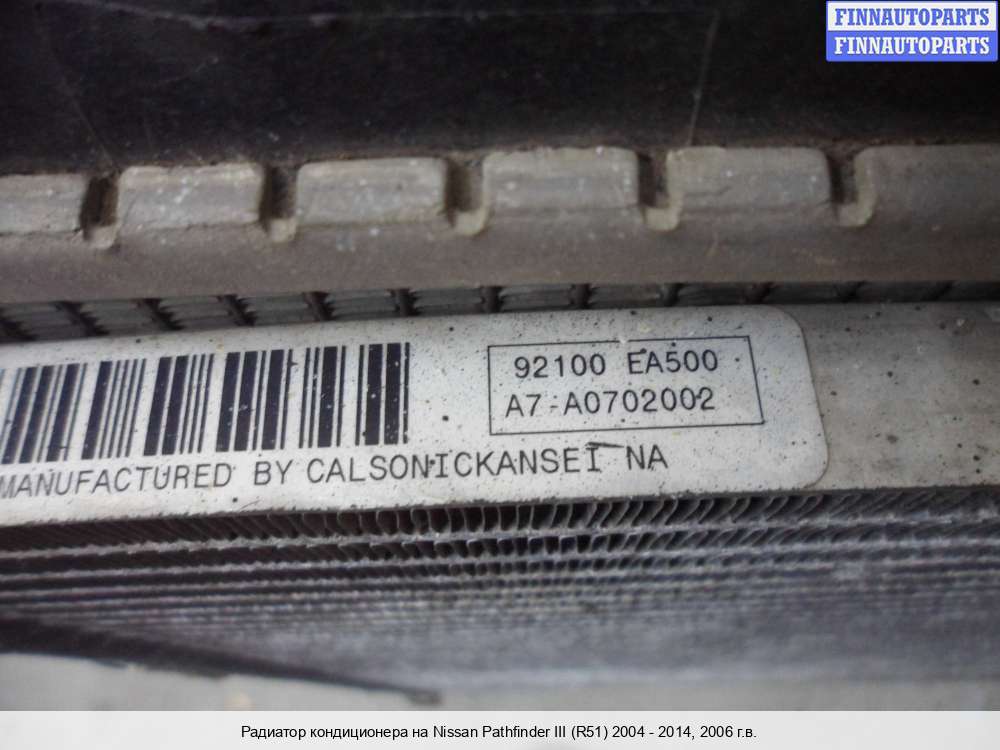 FINNAUTOPARTS
FINNAUTOPARTS
92100 EA500
A7-A0702002
MANUFACTURED BY CALSONICKANSEI NA
Радиатор кондиционера на Nissan Pathfinder III (R51) 2004 - 2014, 2006 г.в.